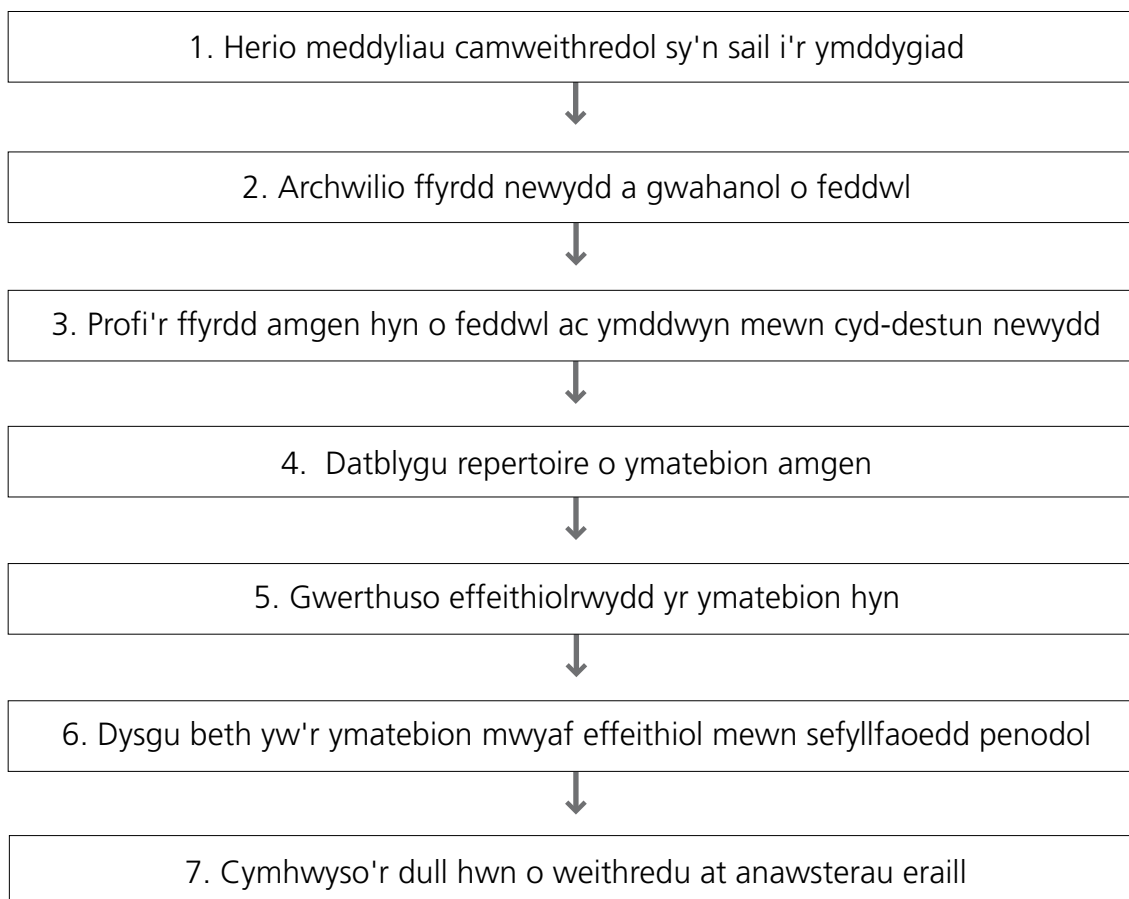 1. Herio meddyliau camweithredol sy'n sail i'r ymddygiad
2. Archwilio ffyrdd newydd a gwahanol o feddwl
3. Profi'r ffyrdd amgen hyn o feddwl ac ymddwyn mewn cyd-destun newydd
4. Datblygu repertoire o ymatebion amgen
5. Gwerthuso effeithiolrwydd yr ymatebion hyn
6. Dysgu beth yw'r ymatebion mwyaf effeithiol mewn sefyllfaoedd penodol
7. Cymhwyso'r dull hwn o weithredu at anawsterau eraill